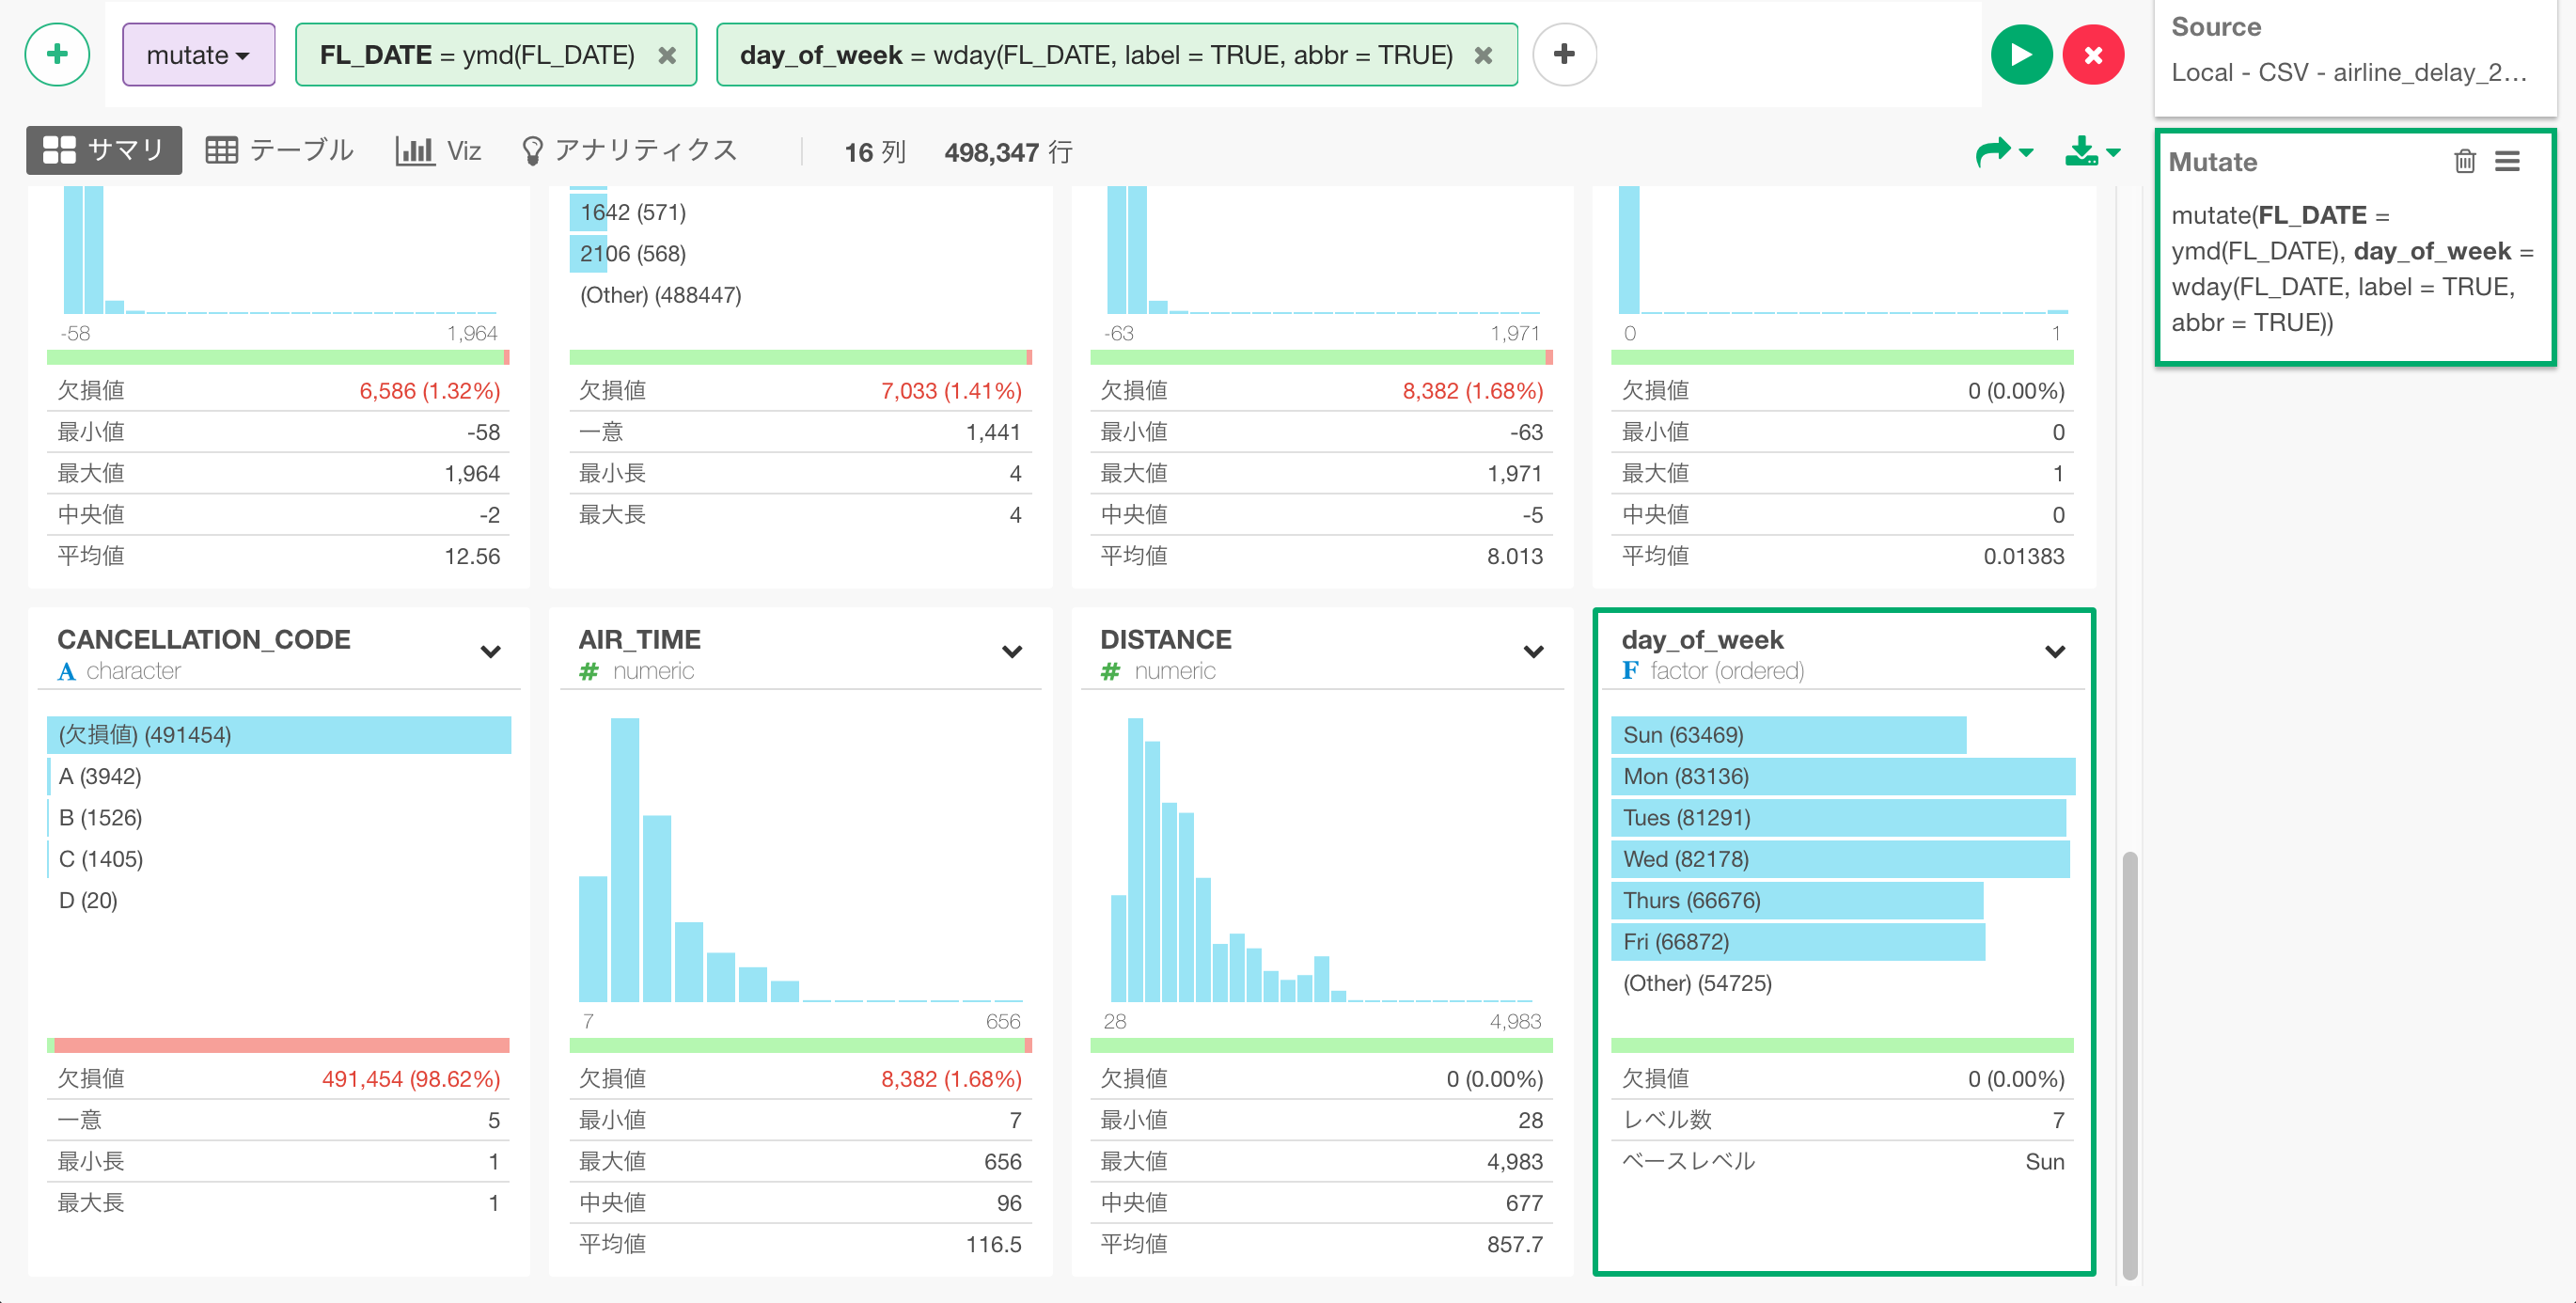 mutate
FL_DATE = ymd(FL_DATE)
day_of_week = wday(FL_DATE, label = TRUE, abbr = TRUE)
サマリ
テーブル
Viz
アナリティクス
16 列
498,347 行
-58 1,964
欠損値 6,586 (1.32%)
最小値 -58
最大値 1,964
中央値 -2
平均値 12.56
1642 (571)
2106 (568)
(Other) (488447)
欠損値 7,033 (1.41%)
一意 1,441
最小長 4
最大長 4
-63 1,971
欠損値 8,382 (1.68%)
最小値 -63
最大値 1,971
中央値 -5
平均値 8.013
0 1
欠損値 0 (0.00%)
最小値 0
最大値 1
中央値 0
平均値 0.01383
CANCELLATION_CODE
A character
(欠損値) (491454)
A (3942)
B (1526)
C (1405)
D (20)
欠損値 491,454 (98.62%)
一意 5
最小長 1
最大長 1
AIR_TIME
# numeric
7 656
欠損値 8,382 (1.68%)
最小値 7
最大値 656
中央値 96
平均値 116.5
DISTANCE
# numeric
28 4,983
欠損値 0 (0.00%)
最小値 28
最大値 4,983
中央値 677
平均値 857.7
day_of_week
F factor (ordered)
Sun (63469)
Mon (83136)
Tues (81291)
Wed (82178)
Thurs (66676)
Fri (66872)
(Other) (54725)
欠損値 0 (0.00%)
レベル数 7
ベースレベル Sun
Source
Local - CSV - airline_delay_2...
Mutate
mutate(FL_DATE =
ymd(FL_DATE), day_of_week =
wday(FL_DATE, label = TRUE,
abbr = TRUE))